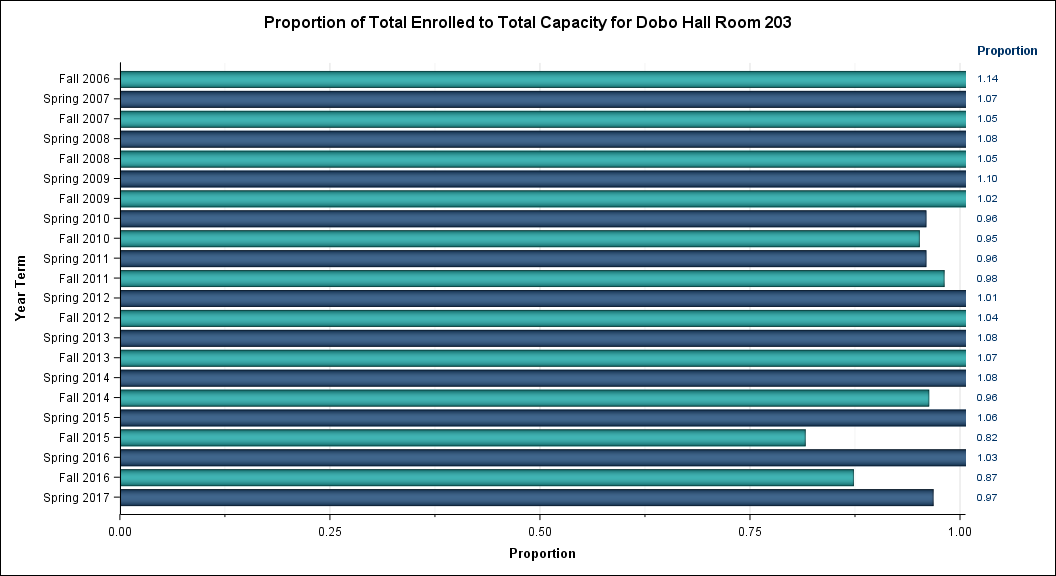 Proportion of Total Enrolled to Total Capacity for Dobo Hall Room 203
Proportion
Fall 2006 1.14
Spring 2007 1.07
Fall 2007 1.05
Spring 2008 1.08
Fall 2008 1.05
Spring 2009 1.10
Fall 2009 1.02
Spring 2010 0.96
Fall 2010 0.95
Spring 2011 0.96
Fall 2011 0.98
Spring 2012 1.01
Fall 2012 1.04
Spring 2013 1.08
Fall 2013 1.07
Spring 2014 1.08
Fall 2014 0.96
Spring 2015 1.06
Fall 2015 0.82
Spring 2016 1.03
Fall 2016 0.87
Spring 2017 0.97
Year Term
0.00 0.25 0.50 0.75 1.00
Proportion